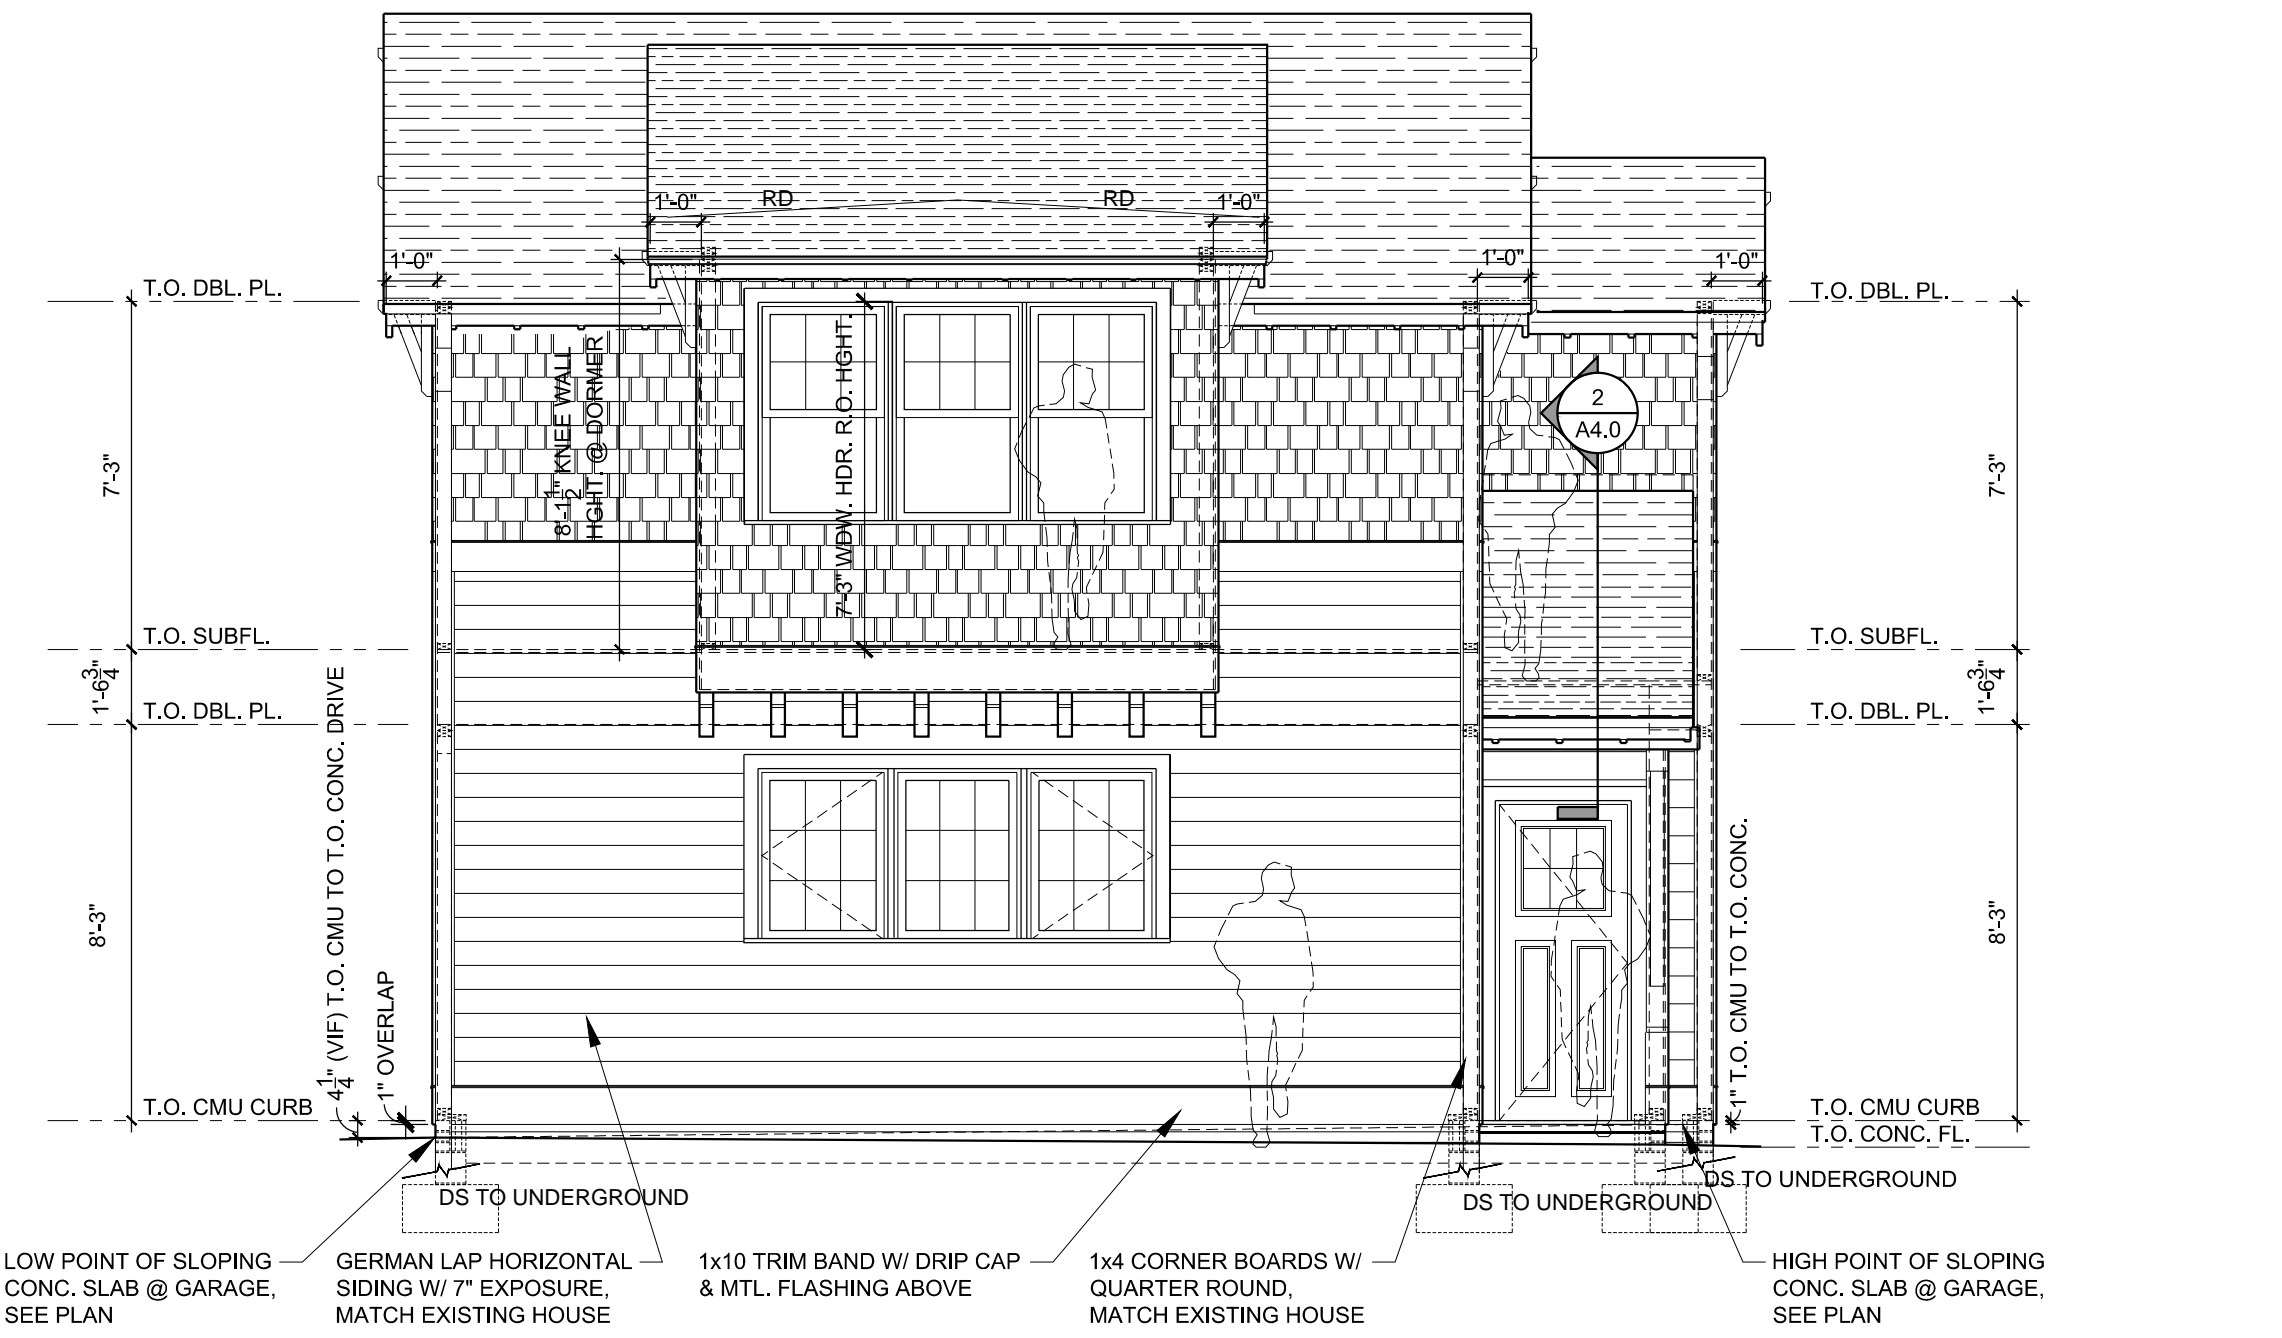 1'-0"
RD
RD
1'-0"
1'-0"
1'-0"
1'-0"
T.O. DBL. PL.
T.O. DBL. PL.
8'-1 1/2" KNEE WALL
HGHT. @ DORMER
7'-3" WDW. HDR. R.O. HGHT.
2
A4.0
7'-3"
7'-3"
T.O. SUBFL.
T.O. SUBFL.
1'-6 3/4"
1'-6 3/4"
T.O. DBL. PL.
T.O. DBL. PL.
8'-3"
8'-3"
4 1/4" (VIF) T.O. CMU TO T.O. CONC. DRIVE
1" OVERLAP
1" T.O. CMU TO T.O. CONC.
T.O. CMU CURB
T.O. CMU CURB
T.O. CONC. FL.
DS TO UNDERGROUND
DS TO UNDERGROUND
DS TO UNDERGROUND
LOW POINT OF SLOPING
CONC. SLAB @ GARAGE,
SEE PLAN
GERMAN LAP HORIZONTAL
SIDING W/ 7" EXPOSURE,
MATCH EXISTING HOUSE
1x10 TRIM BAND W/ DRIP CAP
& MTL. FLASHING ABOVE
1x4 CORNER BOARDS W/
QUARTER ROUND,
MATCH EXISTING HOUSE
HIGH POINT OF SLOPING
CONC. SLAB @ GARAGE,
SEE PLAN